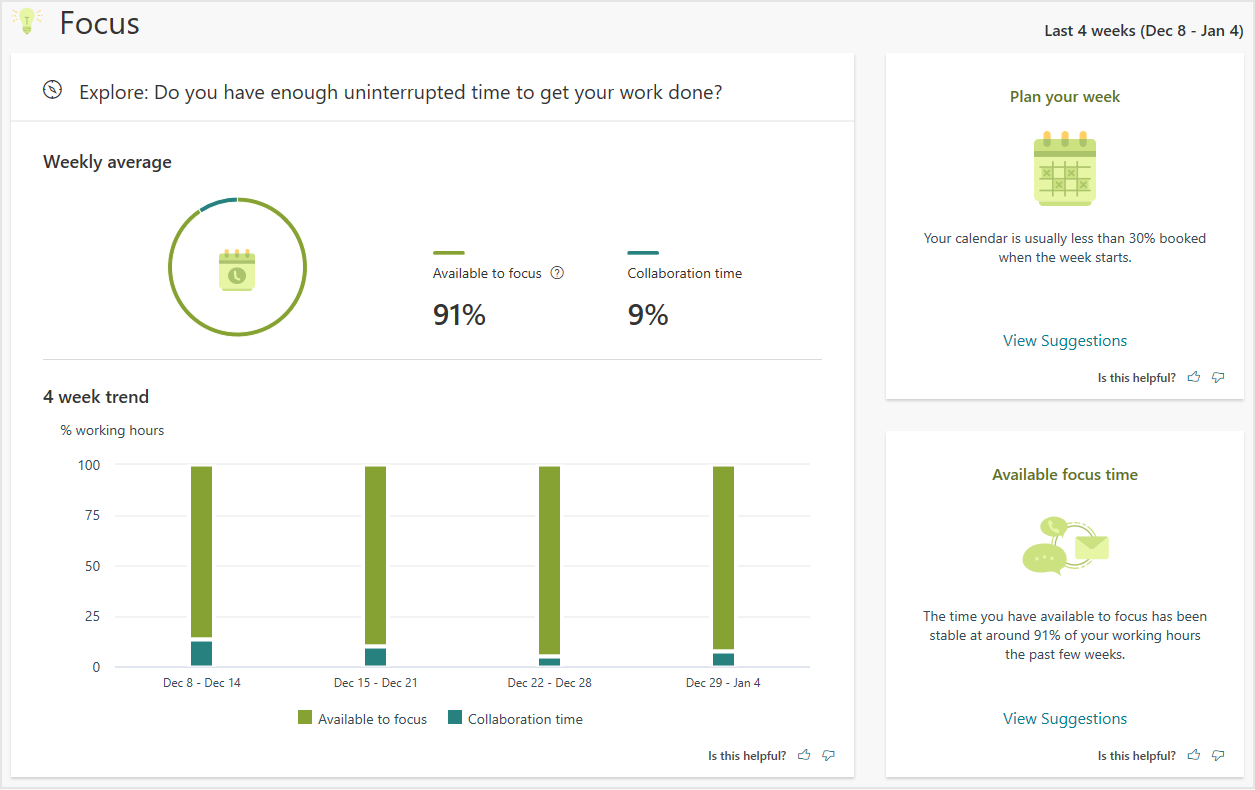 Focus
Last 4 weeks (Dec 8 - Jan 4)
Explore: Do you have enough uninterrupted time to get your work done?
Weekly average
Available to focus ?
91%
Collaboration time
9%
4 week trend
% working hours
100
75
50
25
0
Dec 8 - Dec 14
Dec 15 - Dec 21
Dec 22 - Dec 28
Dec 29 - Jan 4
Available to focus
Collaboration time
Is this helpful?
Plan your week
Your calendar is usually less than 30% booked
when the week starts.
View Suggestions
Is this helpful?
Available focus time
The time you have available to focus has been
stable at around 91% of your working hours
the past few weeks.
View Suggestions
Is this helpful?